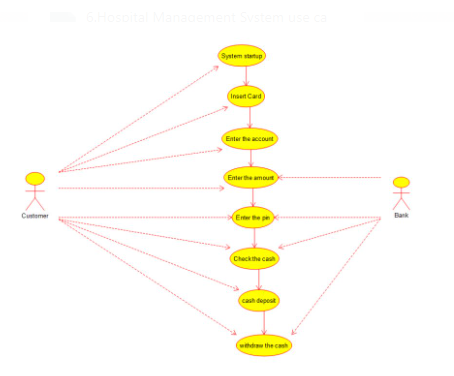 6.Hospital Management System use ca
System startup
Insert Card
Enter the account
Enter the amount
Customer
Bank
Enter the pin
Check the cash
cash deposit
withdraw the cash